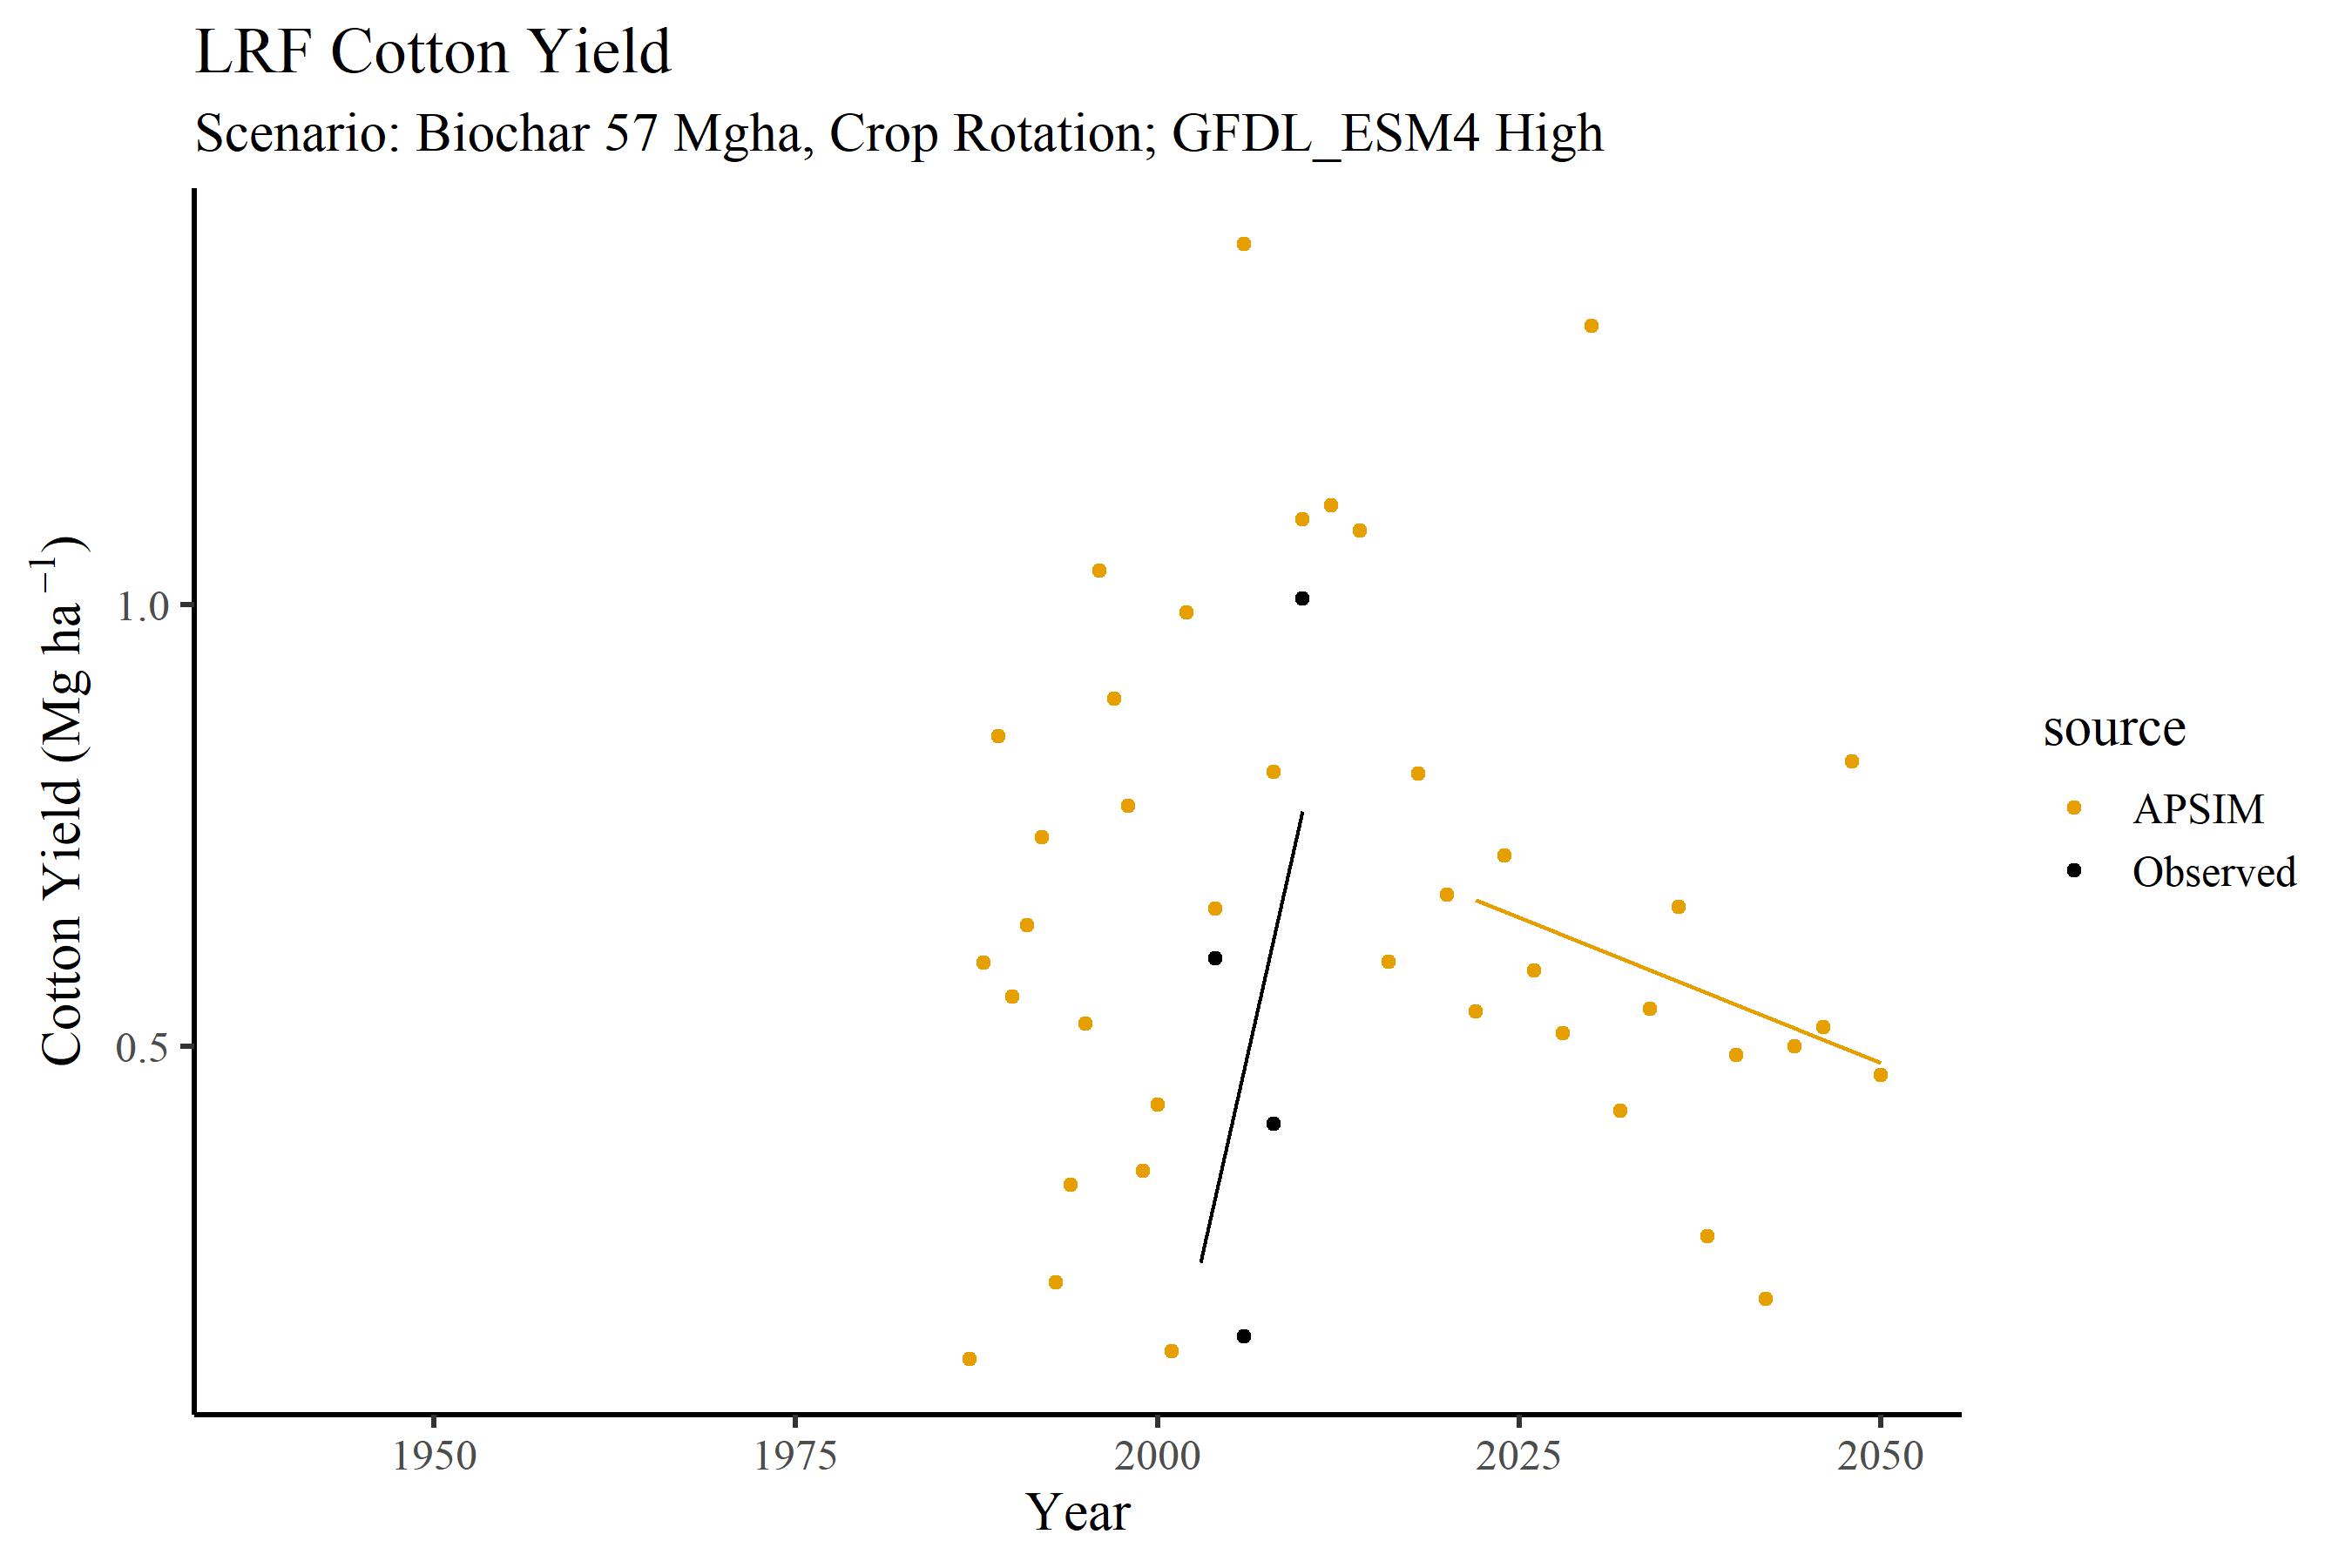 LRF Cotton Yield
Scenario: Biochar 57 Mgha, Crop Rotation; GFDL_ESM4 High
Cotton Yield (Mg ha⁻¹)
1.0
0.5
1950 1975 2000 2025 2050
Year
source
APSIM
Observed